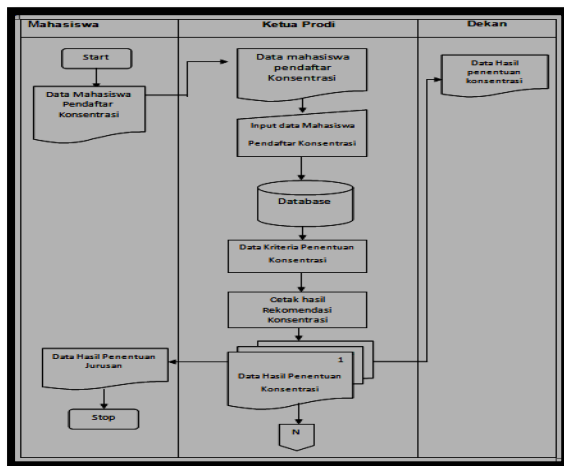 Mahasiswa
Ketua Prodi
Dekan
Start
Data Mahasiswa
Pendaftar
Konsentrasi
Data mahasiswa
pendaftar
Konsentrasi
Input data Mahasiswa
Pendaftar Konsentrasi
Database
Data Kriteria Penentuan
Konsentrasi
Cetak hasil
Rekomendasi
Konsentrasi
1
Data Hasil Penentuan
Konsentrasi
N
Data Hasil Penentuan
Jurusan
Stop
Data Hasil
penentuan
konsentrasi